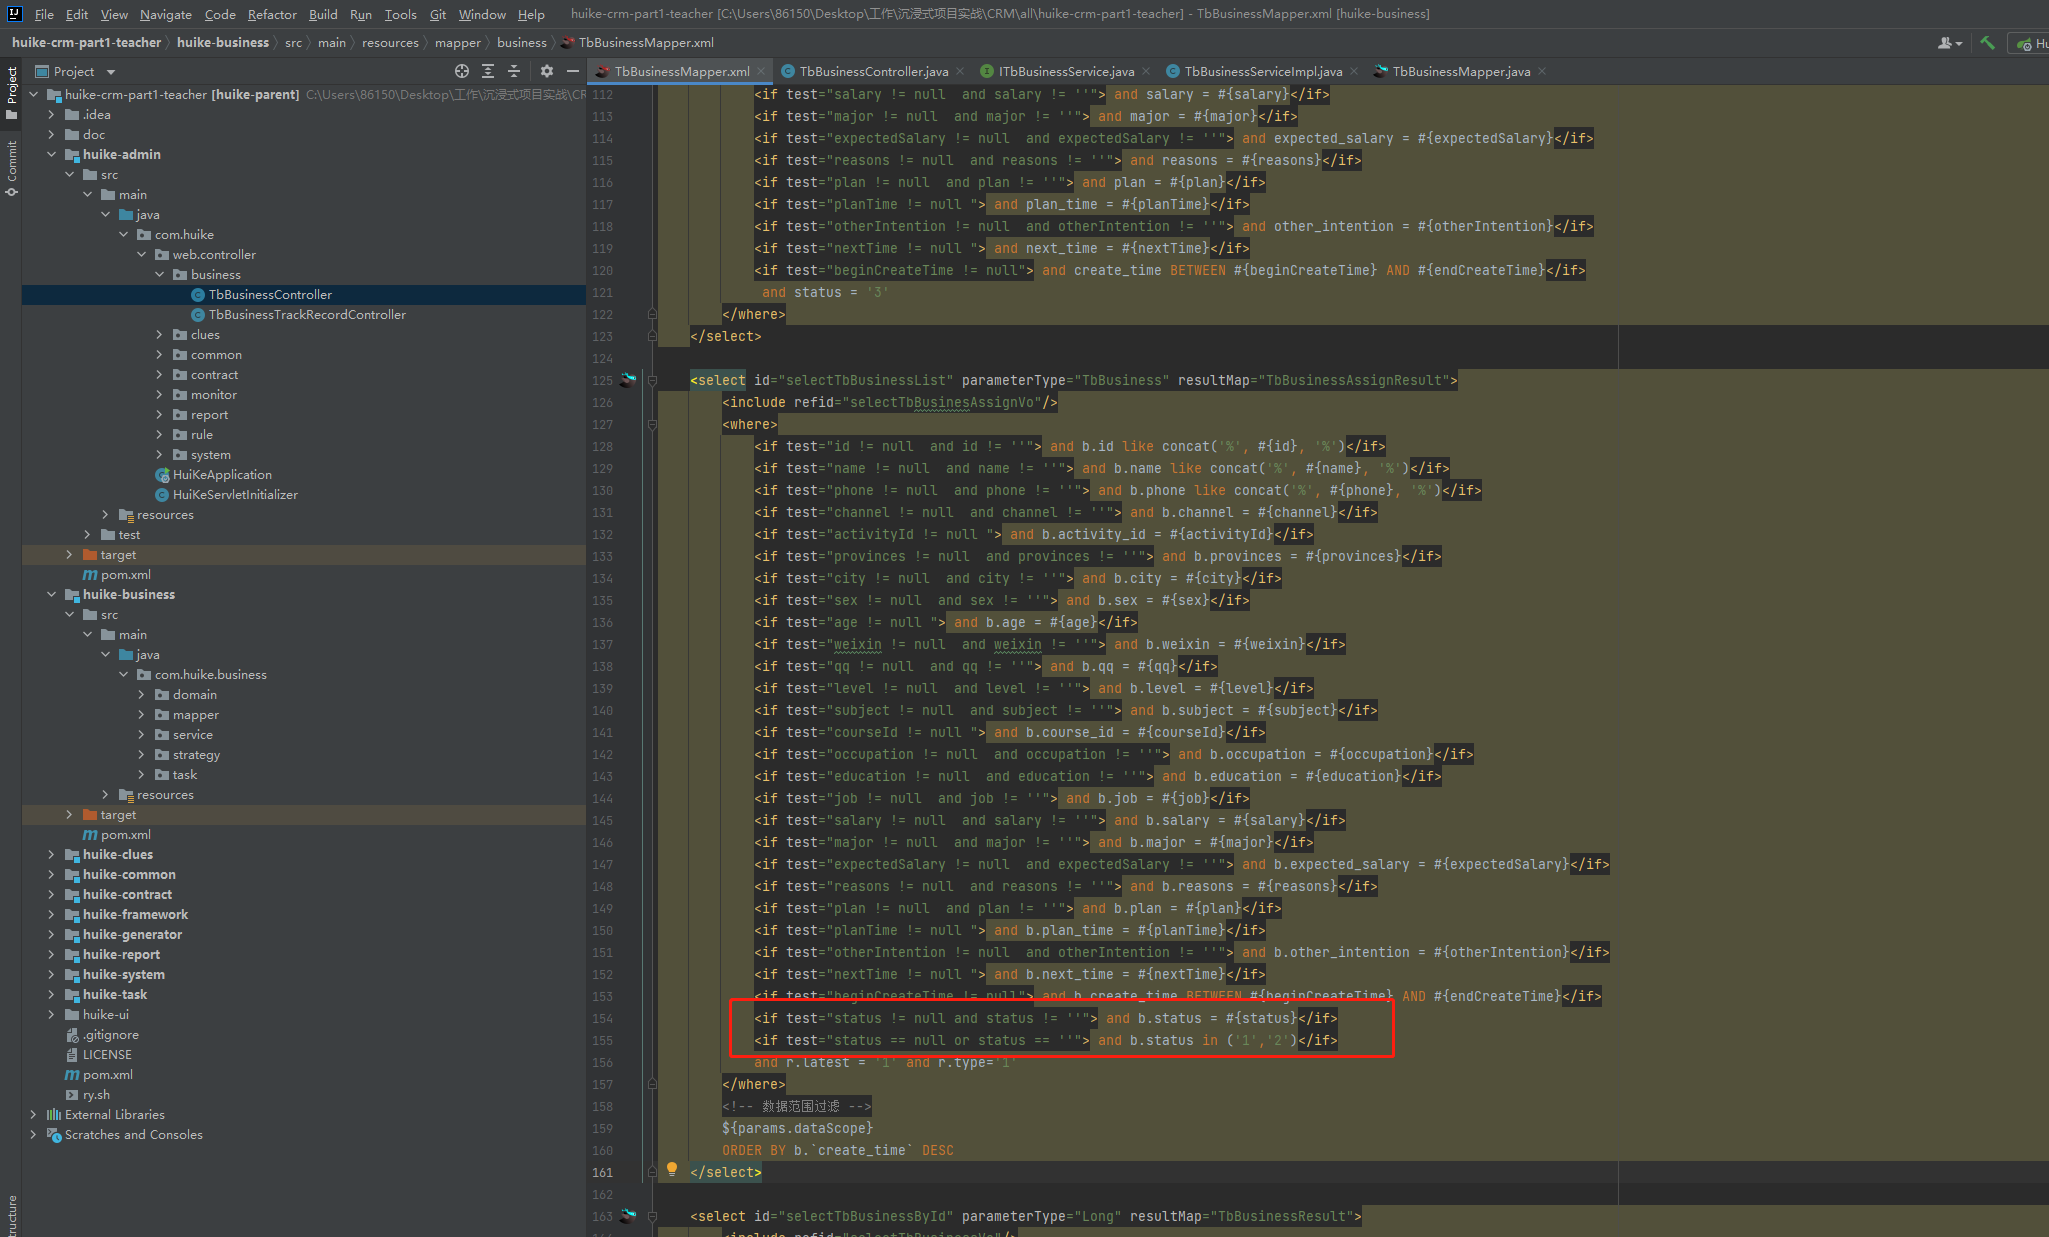 File Edit View Navigate Code Refactor Build Run Tools Git Window Help huike-crm-part1-teacher [C:\Users\86150\Desktop\工作\沉浸式项目实战\CRM\all\huike-crm-part1-teacher] - TbBusinessMapper.xml [huike-business]
huike-crm-part1-teacher huike-business src main resources mapper business TbBusinessMapper.xml Hu
Project
TbBusinessMapper.xml TbBusinessController.java ITbBusinessService.java TbBusinessServiceImpl.java TbBusinessMapper.java
Project
Commit
huike-crm-part1-teacher [huike-parent] C:\Users\86150\Desktop\工作\沉浸式项目实战\CR
.idea
doc
huike-admin
src
main
java
com.huike
web.controller
business
TbBusinessController
TbBusinessTrackRecordController
clues
common
contract
monitor
report
rule
system
HuiKeApplication
HuiKeServletInitializer
resources
test
target
pom.xml
huike-business
src
main
java
com.huike.business
domain
mapper
service
strategy
task
resources
target
pom.xml
huike-clues
huike-common
huike-contract
huike-framework
huike-generator
huike-report
huike-system
huike-task
huike-ui
.gitignore
LICENSE
pom.xml
ry.sh
External Libraries
Scratches and Consoles
ructure
112 <if test="salary != null  and salary != ''"> and salary = #{salary}</if>
113 <if test="major != null  and major != ''"> and major = #{major}</if>
114 <if test="expectedSalary != null  and expectedSalary != ''"> and expected_salary = #{expectedSalary}</if>
115 <if test="reasons != null  and reasons != ''"> and reasons = #{reasons}</if>
116 <if test="plan != null  and plan != ''"> and plan = #{plan}</if>
117 <if test="planTime != null "> and plan_time = #{planTime}</if>
118 <if test="otherIntention != null  and otherIntention != ''"> and other_intention = #{otherIntention}</if>
119 <if test="nextTime != null "> and next_time = #{nextTime}</if>
120 <if test="beginCreateTime != null"> and create_time BETWEEN #{beginCreateTime} AND #{endCreateTime}</if>
121 and status = '3'
122 </where>
123 </select>
124
125 <select id="selectTbBusinessList" parameterType="TbBusiness" resultMap="TbBusinessAssignResult">
126 <include refid="selectTbBusinesAssignVo"/>
127 <where>
128 <if test="id != null  and id != ''"> and b.id like concat('%', #{id}, '%')</if>
129 <if test="name != null  and name != ''"> and b.name like concat('%', #{name}, '%')</if>
130 <if test="phone != null  and phone != ''"> and b.phone like concat('%', #{phone}, '%')</if>
131 <if test="channel != null  and channel != ''"> and b.channel = #{channel}</if>
132 <if test="activityId != null "> and b.activity_id = #{activityId}</if>
133 <if test="provinces != null  and provinces != ''"> and b.provinces = #{provinces}</if>
134 <if test="city != null  and city != ''"> and b.city = #{city}</if>
135 <if test="sex != null  and sex != ''"> and b.sex = #{sex}</if>
136 <if test="age != null "> and b.age = #{age}</if>
137 <if test="weixin != null  and weixin != ''"> and b.weixin = #{weixin}</if>
138 <if test="qq != null  and qq != ''"> and b.qq = #{qq}</if>
139 <if test="level != null  and level != ''"> and b.level = #{level}</if>
140 <if test="subject != null  and subject != ''"> and b.subject = #{subject}</if>
141 <if test="courseId != null "> and b.course_id = #{courseId}</if>
142 <if test="occupation != null  and occupation != ''"> and b.occupation = #{occupation}</if>
143 <if test="education != null  and education != ''"> and b.education = #{education}</if>
144 <if test="job != null  and job != ''"> and b.job = #{job}</if>
145 <if test="salary != null  and salary != ''"> and b.salary = #{salary}</if>
146 <if test="major != null  and major != ''"> and b.major = #{major}</if>
147 <if test="expectedSalary != null  and expectedSalary != ''"> and b.expected_salary = #{expectedSalary}</if>
148 <if test="reasons != null  and reasons != ''"> and b.reasons = #{reasons}</if>
149 <if test="plan != null  and plan != ''"> and b.plan = #{plan}</if>
150 <if test="planTime != null "> and b.plan_time = #{planTime}</if>
151 <if test="otherIntention != null  and otherIntention != ''"> and b.other_intention = #{otherIntention}</if>
152 <if test="nextTime != null "> and b.next_time = #{nextTime}</if>
153 <if test="beginCreateTime != null"> and b.create_time BETWEEN #{beginCreateTime} AND #{endCreateTime}</if>
154 <if test="status != null and status != ''"> and b.status = #{status}</if>
155 <if test="status == null or status == ''"> and b.status in ('1','2')</if>
156 and r.latest = '1' and r.type='1'
157 </where>
158 <!-- 数据范围过滤 -->
159 ${params.dataScope}
160 ORDER BY b.`create_time` DESC
161 </select>
162
163 <select id="selectTbBusinessById" parameterType="Long" resultMap="TbBusinessResult">
<include refid="selectTbBusinessVo"/>